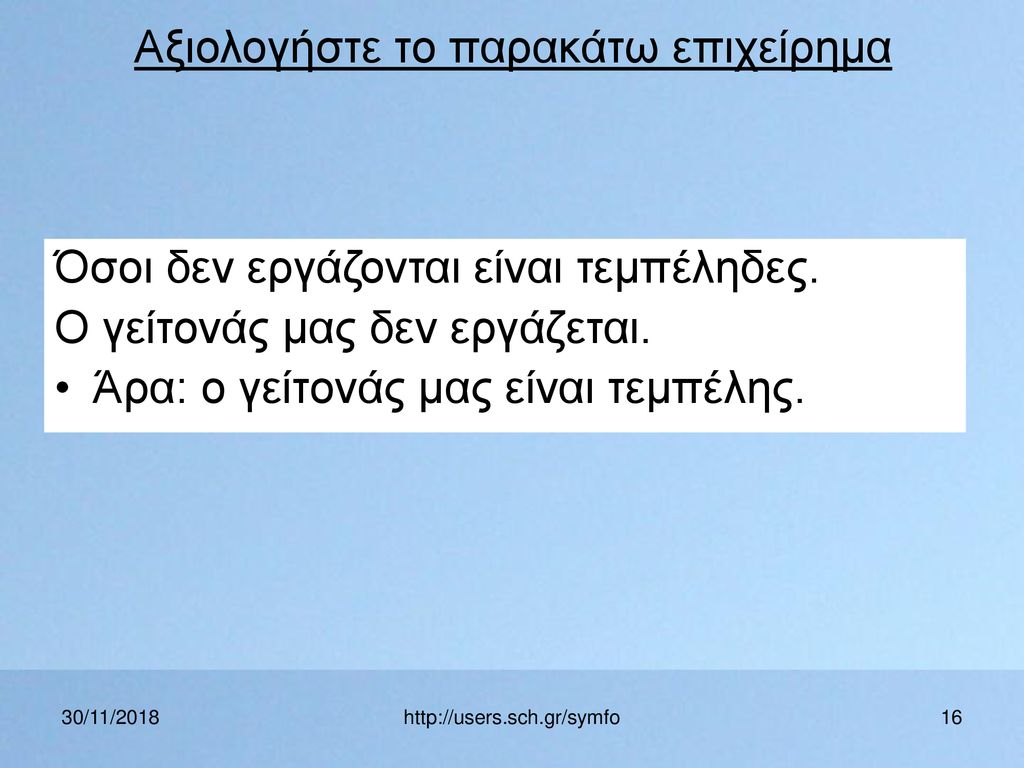 Αξιολογήστε το παρακάτω επιχείρημα
Όσοι δεν εργάζονται είναι τεμπέληδες.
Ο γείτονάς μας δεν εργάζεται.
• Άρα: ο γείτονάς μας είναι τεμπέλης.
30/11/2018 http://users.sch.gr/symfo 16